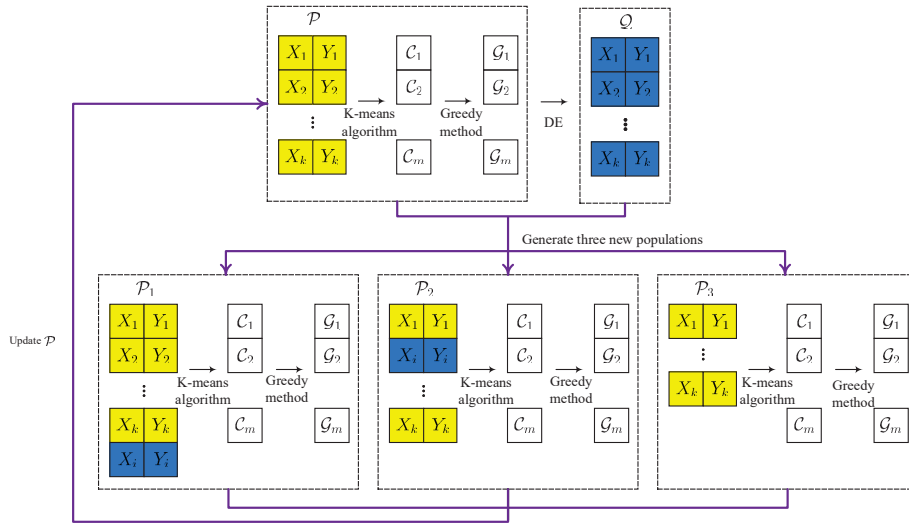 𝒫
X₁ Y₁ 𝒞₁ 𝒢₁
X₂ Y₂ 𝒞₂ 𝒢₂
⋮
K-means
algorithm
Greedy
method
Xₖ Yₖ 𝒞ₘ 𝒢ₘ
DE
𝒬
X₁ Y₁
X₂ Y₂
⋮
Xₖ Yₖ
Generate three new populations
Update 𝒫
𝒫₁
X₁ Y₁ 𝒞₁ 𝒢₁
X₂ Y₂ 𝒞₂ 𝒢₂
⋮
K-means
algorithm
Greedy
method
Xₖ Yₖ 𝒞ₘ 𝒢ₘ
Xᵢ Yᵢ
𝒫₂
X₁ Y₁ 𝒞₁ 𝒢₁
Xᵢ Yᵢ 𝒞₂ 𝒢₂
⋮
K-means
algorithm
Greedy
method
Xₖ Yₖ 𝒞ₘ 𝒢ₘ
𝒫₃
X₁ Y₁ 𝒞₁ 𝒢₁
⋮
𝒞₂ 𝒢₂
Xₖ Yₖ
K-means
algorithm
Greedy
method
𝒞ₘ 𝒢ₘ